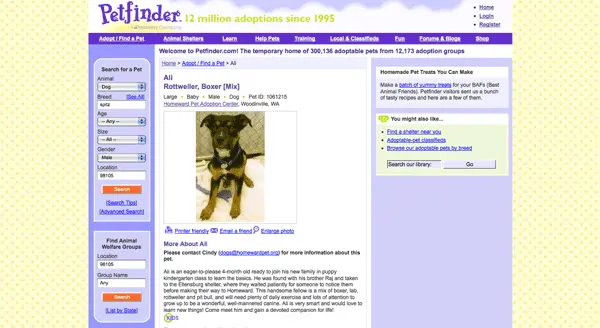 Petfinder
12 million adoptions since 1995
Home
Login
Register
Adopt / Find a Pet
Animal Shelters
Learn
Help Pets
Training
Local & Classifieds
Fun
Forums & Blogs
Shop
Welcome to Petfinder.com! The temporary home of 300,136 adoptable pets from 12,173 adoption groups
Search for a Pet
Animal
Dog
Breed (See All)
spitz
Age
-- Any --
Size
-- All --
Gender
Male
Location
98105
Search
[Search Tips]
[Advanced Search]
Find Animal
Welfare Groups
Location
98105
Group Name
Any
[List by State]
Home > Adopt / Find a Pet > Ali
Ali
Rottweiler, Boxer [Mix]
Large ~ Baby ~ Male ~ Dog ~ Pet ID: 1061215
Homeward Pet Adoption Center, Woodinville, WA
Printer friendly Email a friend Enlarge photo
More About Ali
Please contact Cindy (dogs@homewardpet.org) for more information about this
pet.
Ali is an eager-to-please 4-month old ready to join his new family in puppy
kindergarten class to learn the basics. He was found with his brother Raj and taken
to the Ellensburg shelter, where they waited patiently for someone to notice them
before making their way to Homeward. This handsome fellow is a mix of boxer, lab,
rottweiler and pit bull, and will need plenty of daily exercise and lots of attention to
grow up to be a wonderful, well-mannered canine. Ali is very smart and would love to
learn new things! Come meet him and gain a devoted companion for life!
KIDS
Homemade Pet Treats You Can Make
Make a batch of yummy treats for your BAFs (Best
Animal Friends). Petfinder visitors sent us a bunch
of tasty recipes and here are a few of them.
You might also like...
Find a shelter near you
Adoptable-pet classifieds
Browse our adoptable pets by breed
Search our library: Go